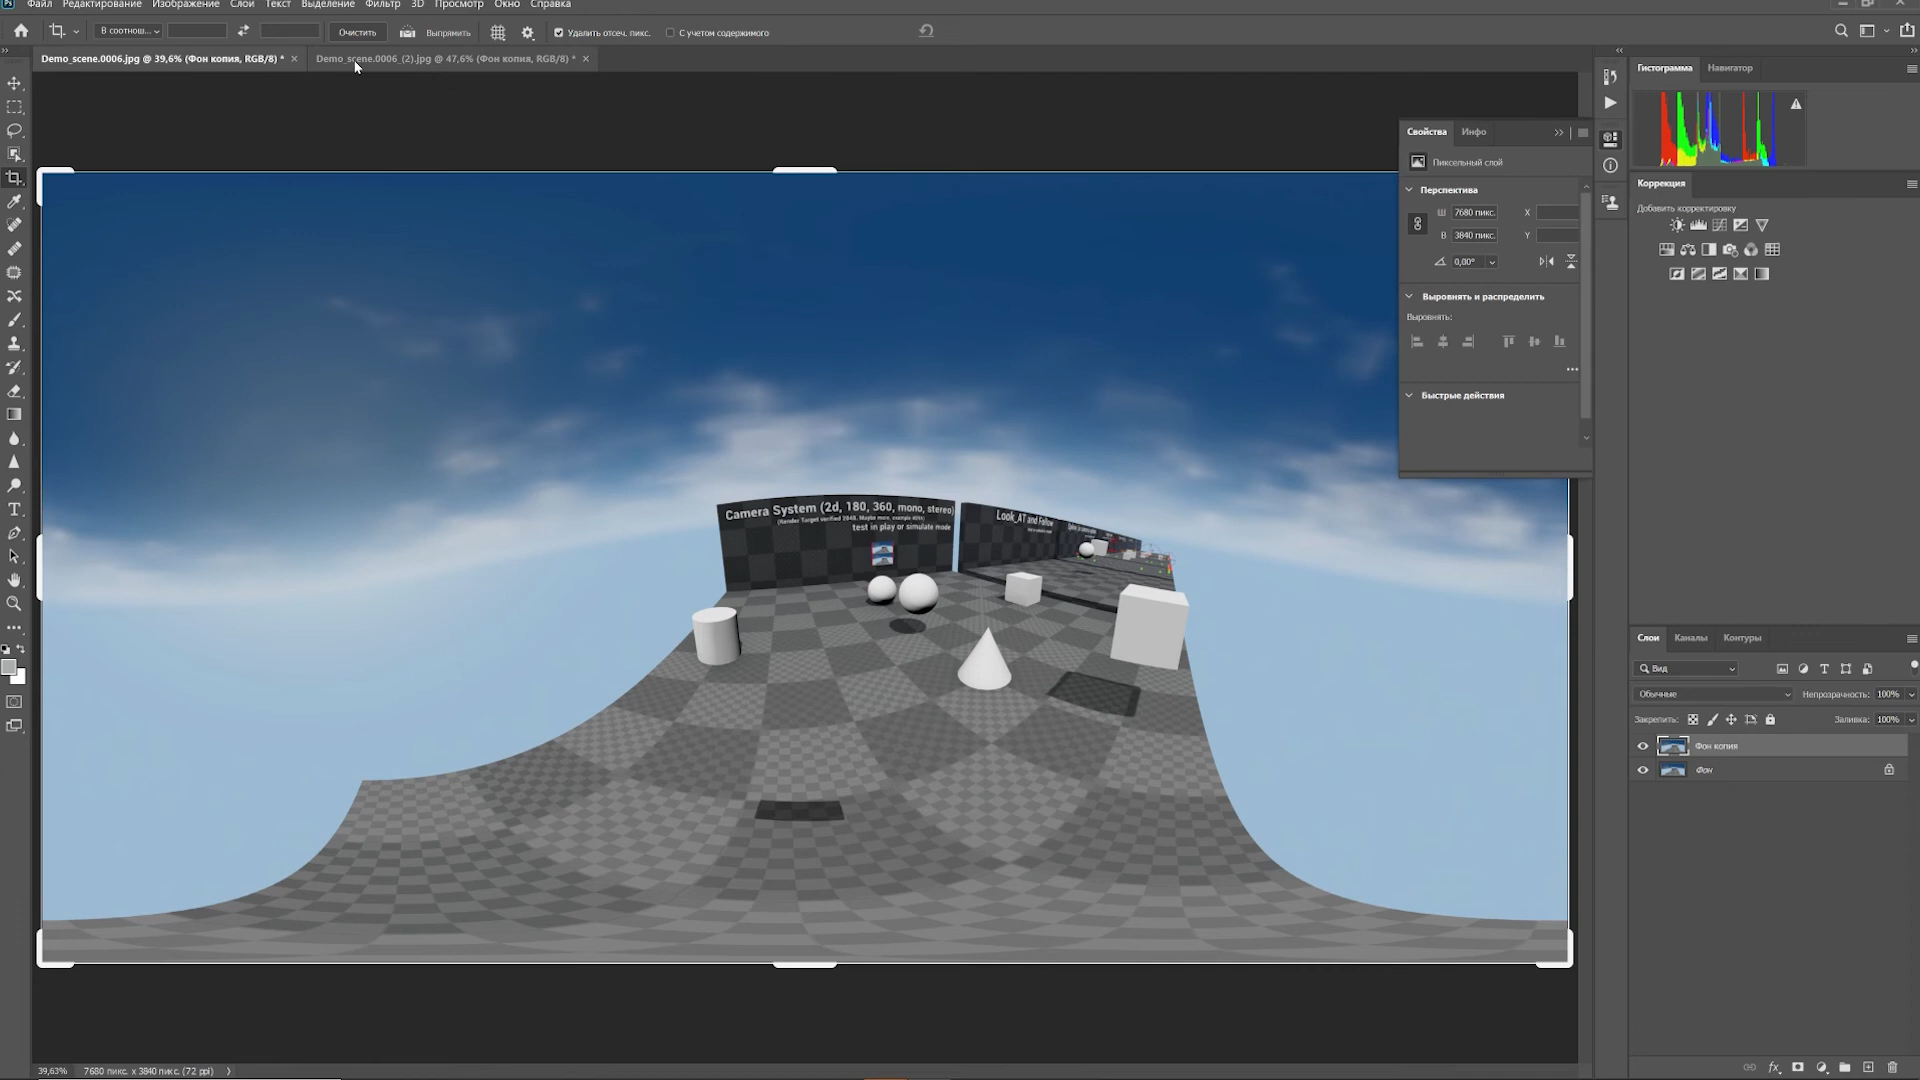 Ps Файл Редактирование Изображение Слои Текст Выделение Фильтр 3D Просмотр Окно Справка
В соотнош... Очистить Выпрямить Удалить отсеч. пикс. С учетом содержимого
Demo_scene.0006.jpg @ 39,6% (Фон копия, RGB/8) * × Demo_scene.0006_(2).jpg @ 47,6% (Фон копия, RGB/8) * ×
Гистограмма Навигатор
Свойства Инфо
Пиксельный слой
Перспектива
Ш 7680 пикс. X
В 3840 пикс. Y
0,00°
Выровнять и распределить
Выровнять:
Быстрые действия
Коррекция
Добавить корректировку
Camera System (2d, 180, 360, mono, stereo)
test in play or simulate mode
Look_AT and Follow
Слои Каналы Контуры
Вид
Обычные Непрозрачность: 100%
Закрепить: Заливка: 100%
Фон копия
Фон
39,63% 7680 пикс. x 3840 пикс. (72 ppi)